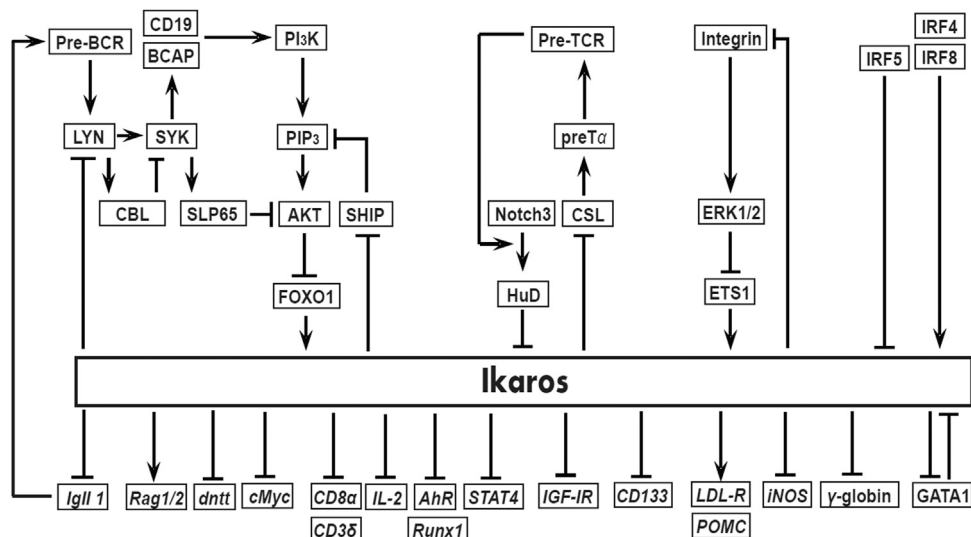 CD19
BCAP
Pre-BCR
PI3K
LYN
SYK
PIP3
CBL
SLP65
AKT
SHIP
FOXO1
Pre-TCR
preTα
Notch3
CSL
HuD
Integrin
ERK1/2
ETS1
IRF4
IRF8
IRF5
Ikaros
Igll 1
Rag1/2
dntt
cMyc
CD8α
CD3δ
IL-2
AhR
Runx1
STAT4
IGF-IR
CD133
LDL-R
POMC
iNOS
γ-globin
GATA1